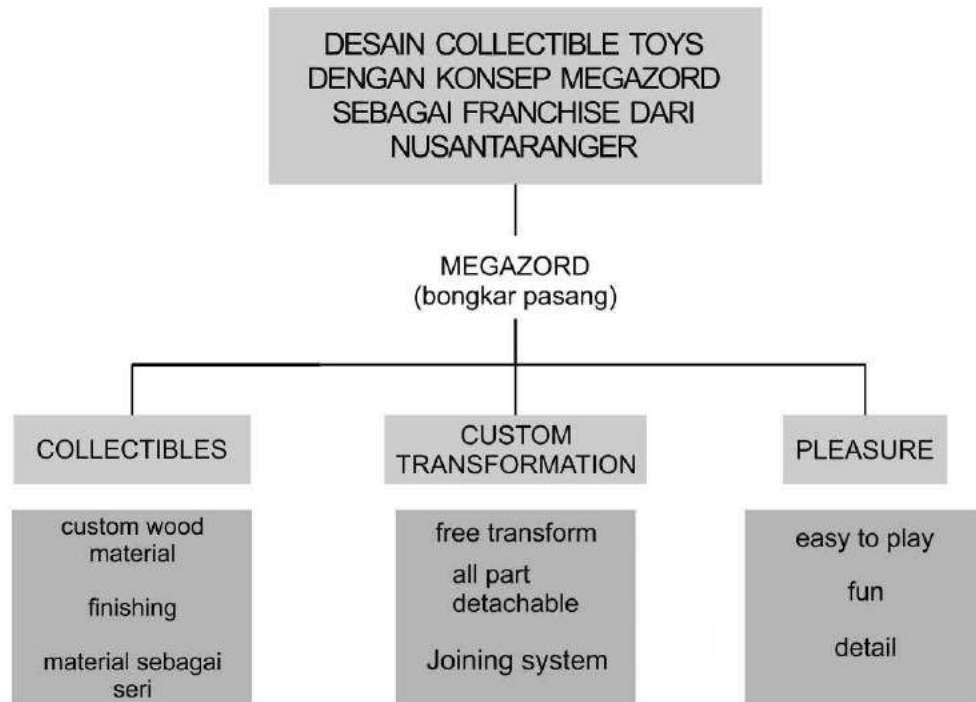 DESAIN COLLECTIBLE TOYS
DENGAN KONSEP MEGAZORD
SEBAGAI FRANCHISE DARI
NUSANTARANGER
MEGAZORD
(bongkar pasang)
COLLECTIBLES
custom wood
material
finishing
material sebagai
seri
CUSTOM
TRANSFORMATION
free transform
all part
detachable
Joining system
PLEASURE
easy to play
fun
detail